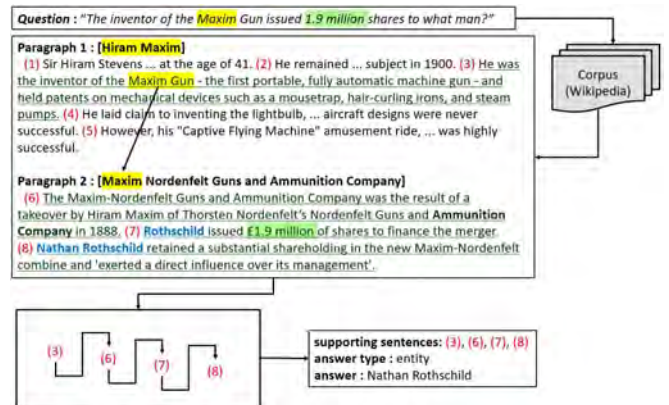 Question : "The inventor of the Maxim Gun issued 1.9 million shares to what man?"
Paragraph 1 : [Hiram Maxim]
(1) Sir Hiram Stevens ... at the age of 41. (2) He remained ... subject in 1900. (3) He was
the inventor of the Maxim Gun - the first portable, fully automatic machine gun - and
held patents on mechanical devices such as a mousetrap, hair-curling irons, and steam
pumps. (4) He laid claim to inventing the lightbulb, ... aircraft designs were never
successful. (5) However, his "Captive Flying Machine" amusement ride, ... was highly
successful.
Paragraph 2 : [Maxim Nordenfelt Guns and Ammunition Company]
(6) The Maxim-Nordenfelt Guns and Ammunition Company was the result of a
takeover by Hiram Maxim of Thorsten Nordenfelt's Nordenfelt Guns and Ammunition
Company in 1888. (7) Rothschild issued £1.9 million of shares to finance the merger.
(8) Nathan Rothschild retained a substantial shareholding in the new Maxim-Nordenfelt
combine and 'exerted a direct influence over its management'.
Corpus
(Wikipedia)
(3)
(6)
(7)
(8)
supporting sentences: (3), (6), (7), (8)
answer type : entity
answer : Nathan Rothschild